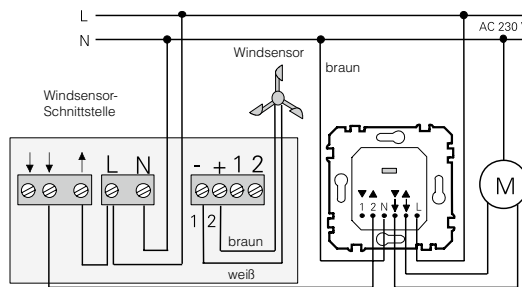 L
N
AC 230 V
Windsensor
braun
Windsensor-
Schnittstelle
L N - + 1 2
1 2
braun
weiß
1 2 N L
M